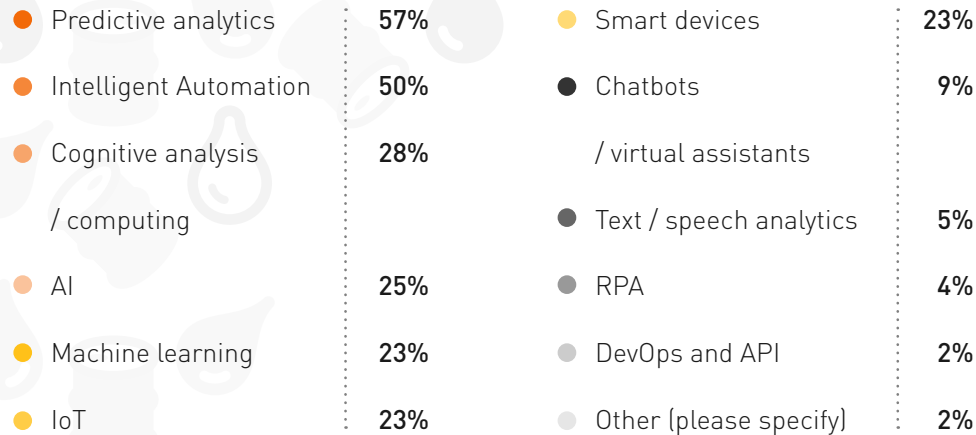 Predictive analytics 57%
Intelligent Automation 50%
Cognitive analysis 28%
/ computing
AI 25%
Machine learning 23%
IoT 23%
Smart devices 23%
Chatbots 9%
/ virtual assistants
Text / speech analytics 5%
RPA 4%
DevOps and API 2%
Other (please specify) 2%